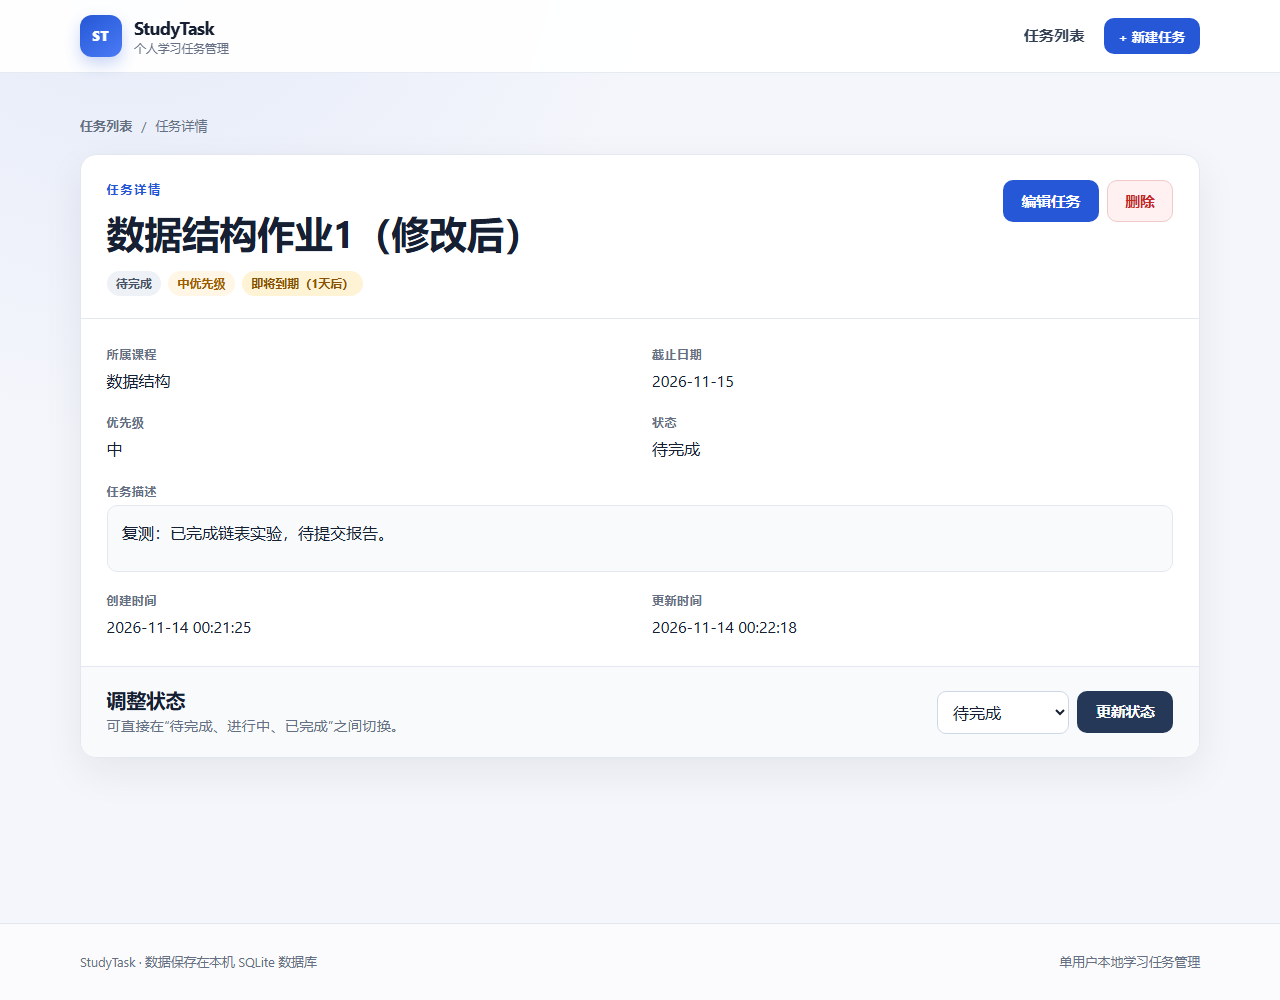 ST
StudyTask
个人学习任务管理
任务列表
+ 新建任务
任务列表 / 任务详情
任务详情
编辑任务
删除
数据结构作业1（修改后）
待完成
中优先级
即将到期（1天后）
所属课程
截止日期
数据结构
2026-11-15
优先级
状态
中
待完成
任务描述
复测：已完成链表实验，待提交报告。
创建时间
更新时间
2026-11-14 00:21:25
2026-11-14 00:22:18
调整状态
可直接在“待完成、进行中、已完成”之间切换。
待完成
更新状态
StudyTask · 数据保存在本机 SQLite 数据库
单用户本地学习任务管理